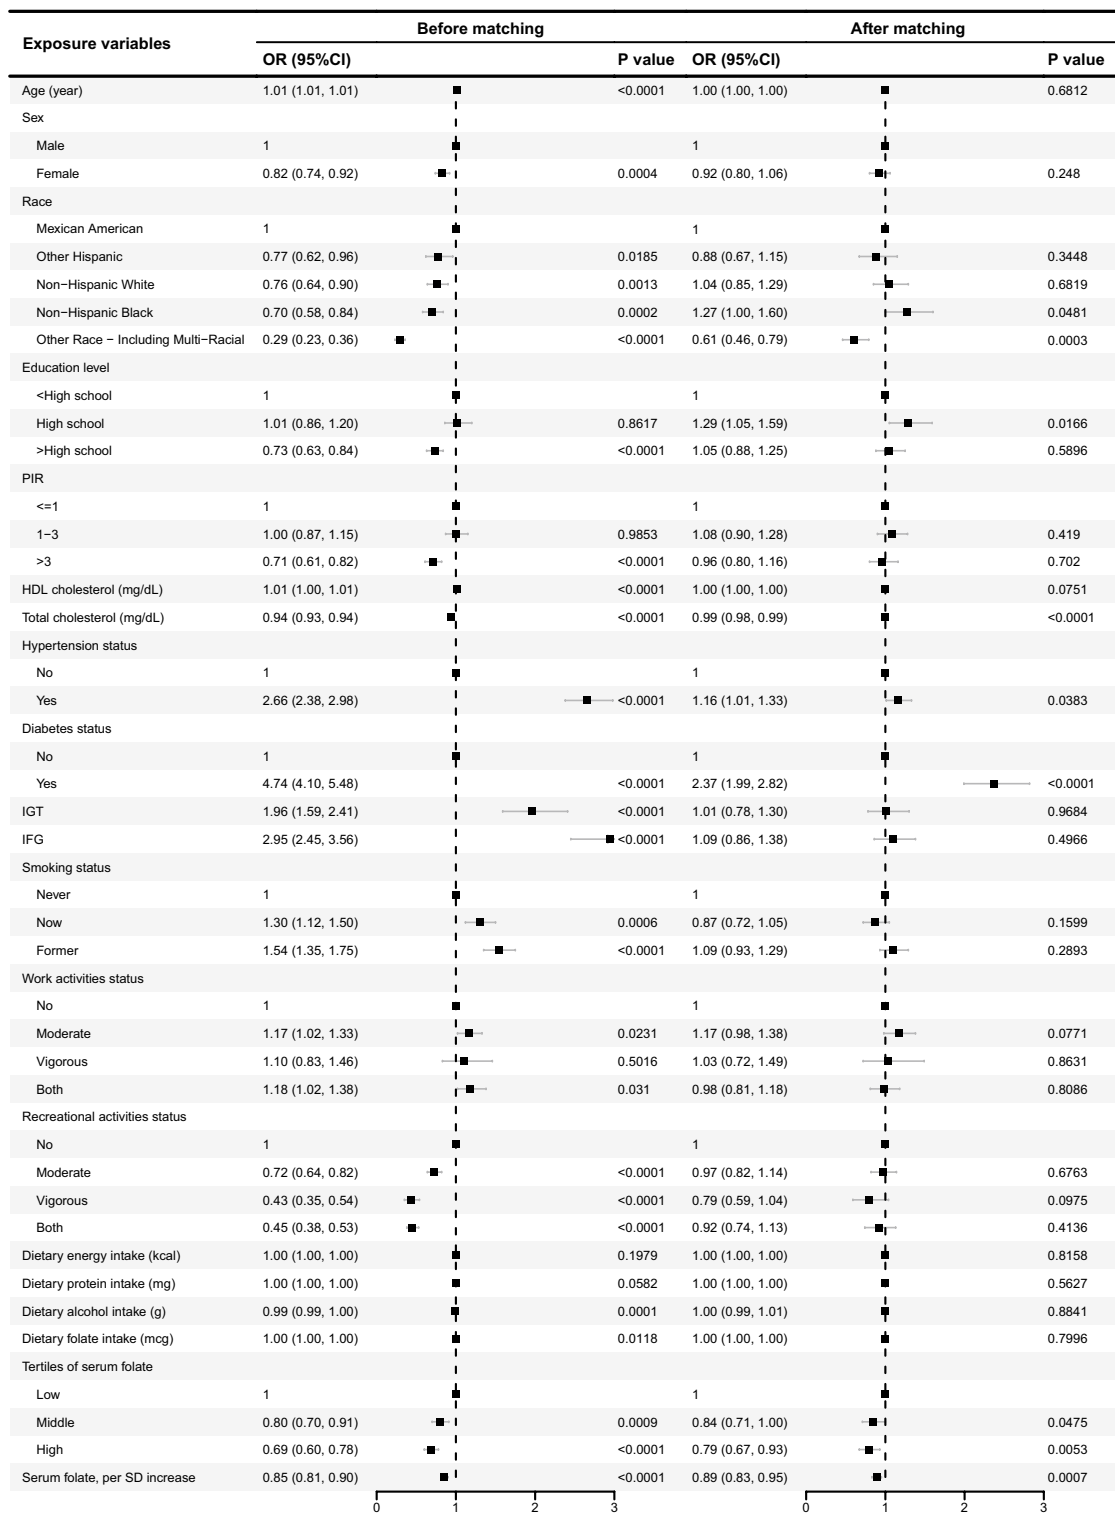 Before matching After matching
Exposure variables
OR (95%CI) P value OR (95%CI) P value
Age (year) 1.01 (1.01, 1.01) <0.0001 1.00 (1.00, 1.00) 0.6812
Sex
Male 1 1
Female 0.82 (0.74, 0.92) 0.0004 0.92 (0.80, 1.06) 0.248
Race
Mexican American 1 1
Other Hispanic 0.77 (0.62, 0.96) 0.0185 0.88 (0.67, 1.15) 0.3448
Non−Hispanic White 0.76 (0.64, 0.90) 0.0013 1.04 (0.85, 1.29) 0.6819
Non−Hispanic Black 0.70 (0.58, 0.84) 0.0002 1.27 (1.00, 1.60) 0.0481
Other Race − Including Multi−Racial 0.29 (0.23, 0.36) <0.0001 0.61 (0.46, 0.79) 0.0003
Education level
<High school 1 1
High school 1.01 (0.86, 1.20) 0.8617 1.29 (1.05, 1.59) 0.0166
>High school 0.73 (0.63, 0.84) <0.0001 1.05 (0.88, 1.25) 0.5896
PIR
<=1 1 1
1−3 1.00 (0.87, 1.15) 0.9853 1.08 (0.90, 1.28) 0.419
>3 0.71 (0.61, 0.82) <0.0001 0.96 (0.80, 1.16) 0.702
HDL cholesterol (mg/dL) 1.01 (1.00, 1.01) <0.0001 1.00 (1.00, 1.00) 0.0751
Total cholesterol (mg/dL) 0.94 (0.93, 0.94) <0.0001 0.99 (0.98, 0.99) <0.0001
Hypertension status
No 1 1
Yes 2.66 (2.38, 2.98) <0.0001 1.16 (1.01, 1.33) 0.0383
Diabetes status
No 1 1
Yes 4.74 (4.10, 5.48) <0.0001 2.37 (1.99, 2.82) <0.0001
IGT 1.96 (1.59, 2.41) <0.0001 1.01 (0.78, 1.30) 0.9684
IFG 2.95 (2.45, 3.56) <0.0001 1.09 (0.86, 1.38) 0.4966
Smoking status
Never 1 1
Now 1.30 (1.12, 1.50) 0.0006 0.87 (0.72, 1.05) 0.1599
Former 1.54 (1.35, 1.75) <0.0001 1.09 (0.93, 1.29) 0.2893
Work activities status
No 1 1
Moderate 1.17 (1.02, 1.33) 0.0231 1.17 (0.98, 1.38) 0.0771
Vigorous 1.10 (0.83, 1.46) 0.5016 1.03 (0.72, 1.49) 0.8631
Both 1.18 (1.02, 1.38) 0.031 0.98 (0.81, 1.18) 0.8086
Recreational activities status
No 1 1
Moderate 0.72 (0.64, 0.82) <0.0001 0.97 (0.82, 1.14) 0.6763
Vigorous 0.43 (0.35, 0.54) <0.0001 0.79 (0.59, 1.04) 0.0975
Both 0.45 (0.38, 0.53) <0.0001 0.92 (0.74, 1.13) 0.4136
Dietary energy intake (kcal) 1.00 (1.00, 1.00) 0.1979 1.00 (1.00, 1.00) 0.8158
Dietary protein intake (mg) 1.00 (1.00, 1.00) 0.0582 1.00 (1.00, 1.00) 0.5627
Dietary alcohol intake (g) 0.99 (0.99, 1.00) 0.0001 1.00 (0.99, 1.01) 0.8841
Dietary folate intake (mcg) 1.00 (1.00, 1.00) 0.0118 1.00 (1.00, 1.00) 0.7996
Tertiles of serum folate
Low 1 1
Middle 0.80 (0.70, 0.91) 0.0009 0.84 (0.71, 1.00) 0.0475
High 0.69 (0.60, 0.78) <0.0001 0.79 (0.67, 0.93) 0.0053
Serum folate, per SD increase 0.85 (0.81, 0.90) <0.0001 0.89 (0.83, 0.95) 0.0007
0 1 2 3 0 1 2 3